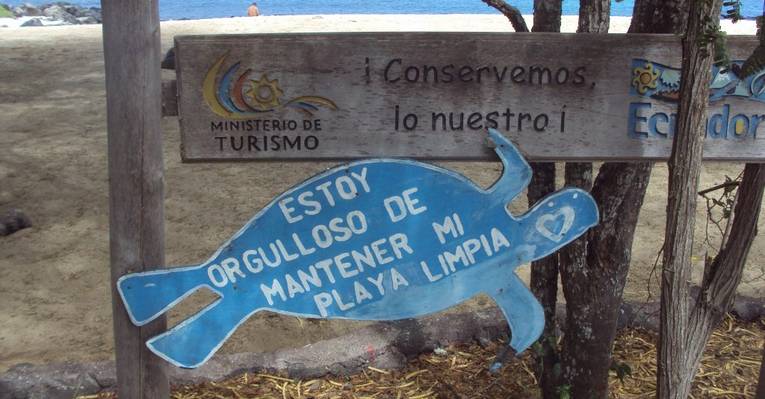 MINISTERIO DE
TURISMO
¡ Conservemos,
lo nuestro ¡
Ecuador
ESTOY
ORGULLOSO DE
MANTENER MI
PLAYA LIMPIA